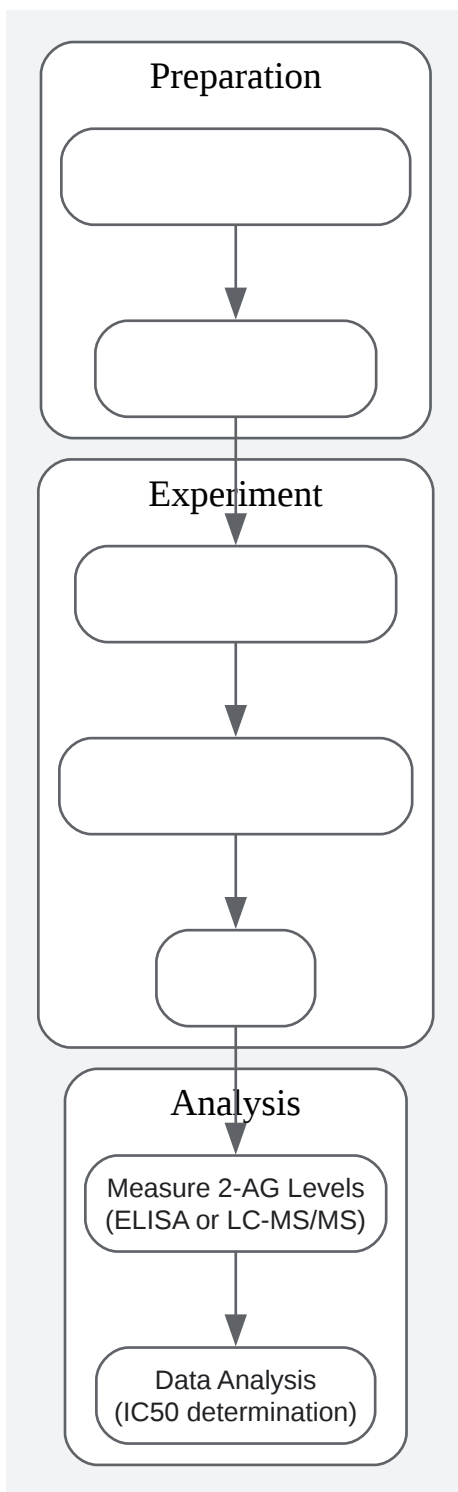 Preparation
Experiment
Analysis
Measure 2-AG Levels
(ELISA or LC-MS/MS)
Data Analysis
(IC50 determination)